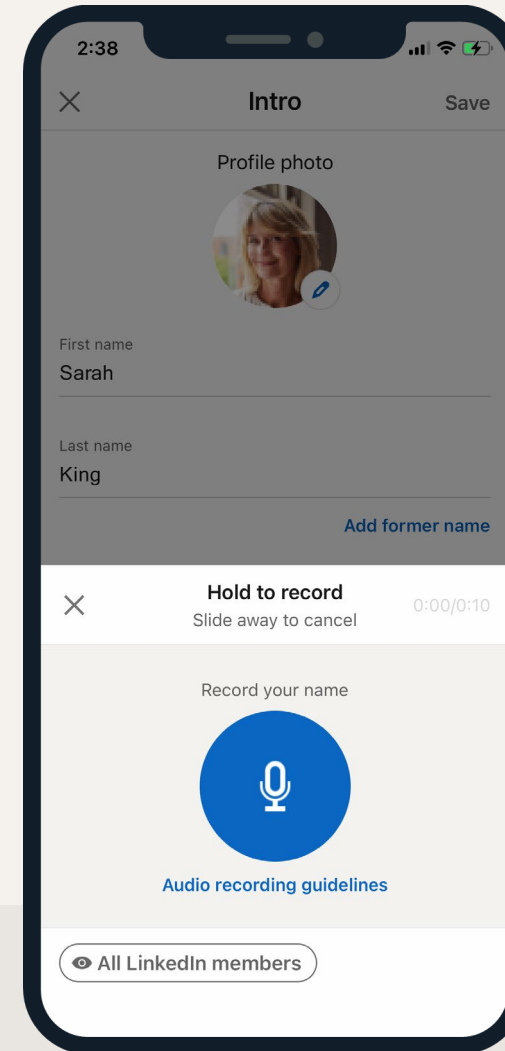 2:38
Intro
Save
Profile photo
First name
Sarah
Last name
King
Add former name
Hold to record
0:00/0:10
Slide away to cancel
Record your name
Audio recording guidelines
All LinkedIn members